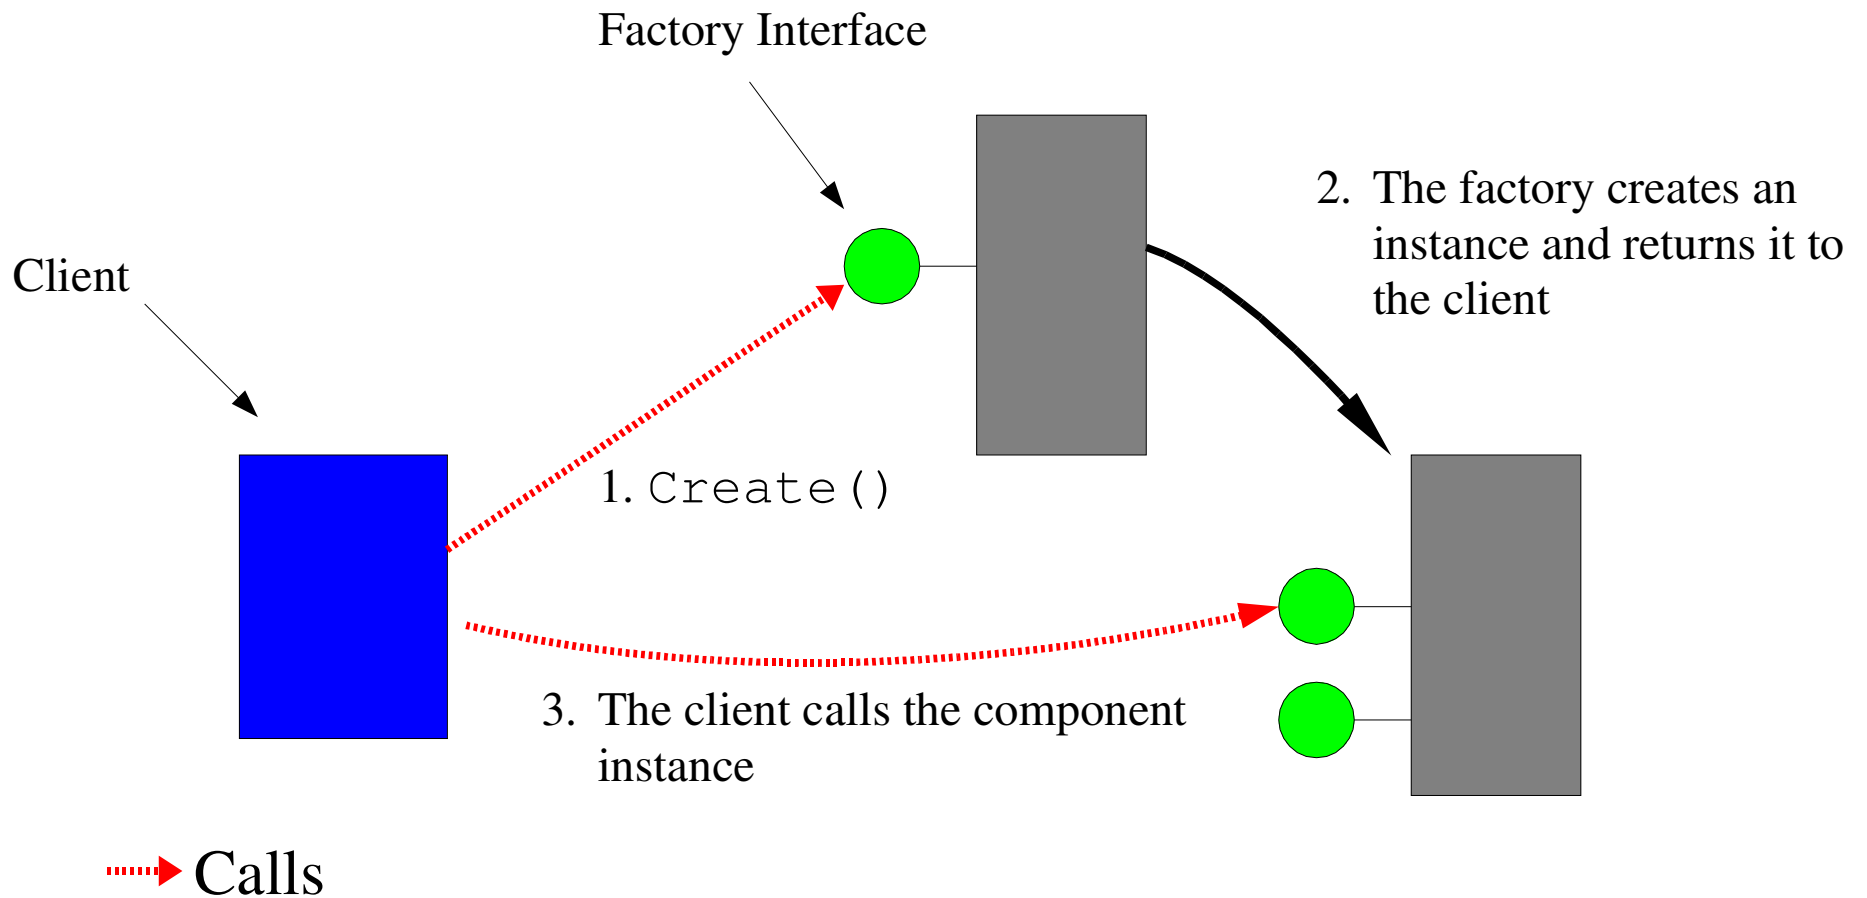 Factory Interface
2. The factory creates an
instance and returns it to
the client
Client
1. Create()
3. The client calls the component
instance
Calls